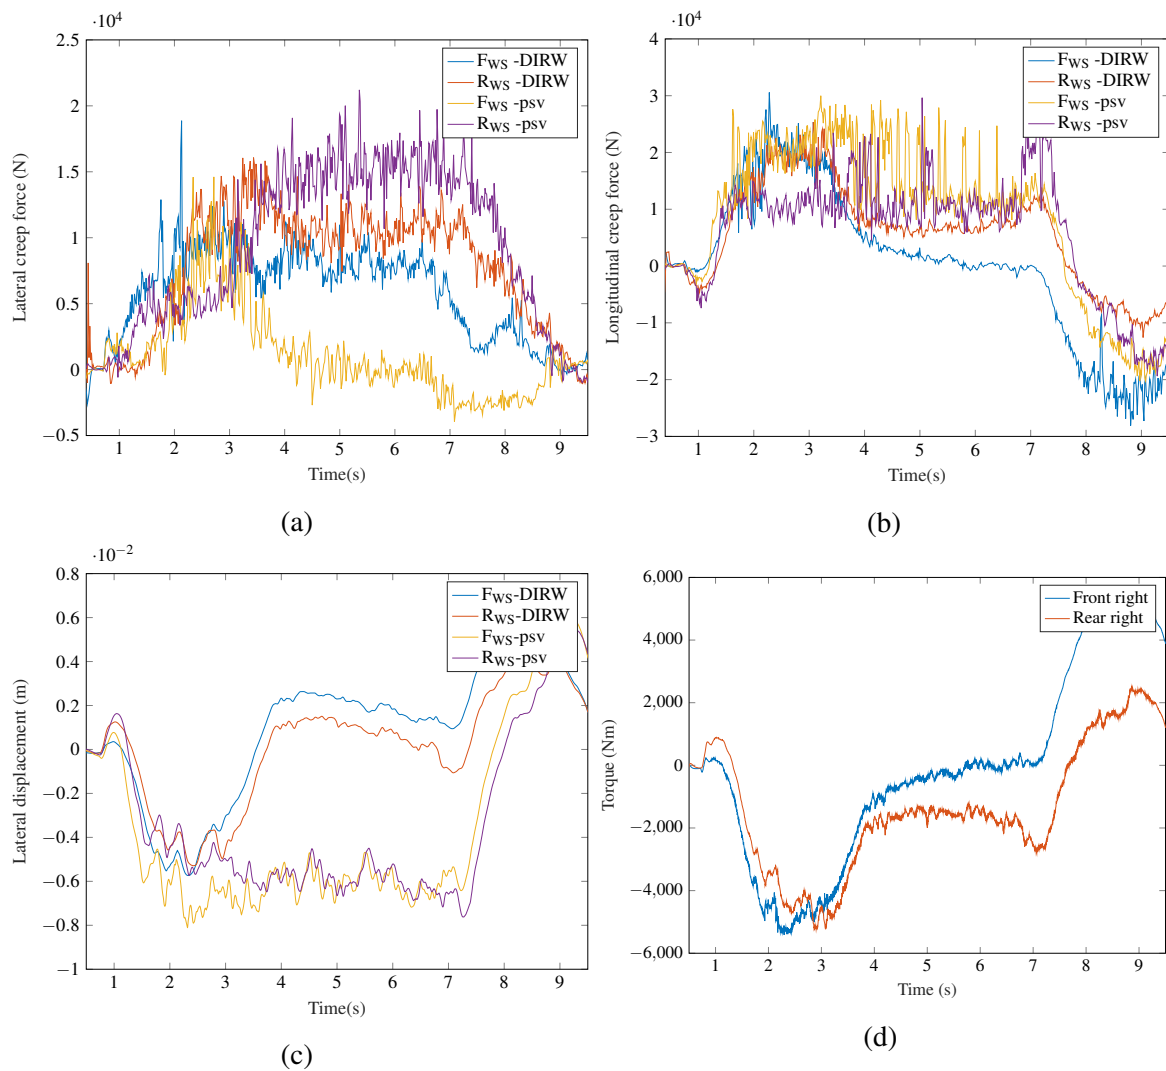 ·10⁴
2.5
2
1.5
1
0.5
0
−0.5
Lateral creep force (N)
F_WS -DIRW
R_WS -DIRW
F_WS -psv
R_WS -psv
1 2 3 4 5 6 7 8 9
Time(s)
(a)
·10⁴
4
3
2
1
0
−1
−2
−3
Longitudinal creep force (N)
F_WS -DIRW
R_WS -DIRW
F_WS -psv
R_WS -psv
1 2 3 4 5 6 7 8 9
Time(s)
(b)
·10⁻²
0.8
0.6
0.4
0.2
0
−0.2
−0.4
−0.6
−0.8
−1
Lateral displacement (m)
F_WS-DIRW
R_WS-DIRW
F_WS-psv
R_WS-psv
1 2 3 4 5 6 7 8 9
Time(s)
(c)
6,000
4,000
2,000
0
−2,000
−4,000
−6,000
Torque (Nm)
Front right
Rear right
1 2 3 4 5 6 7 8 9
Time (s)
(d)